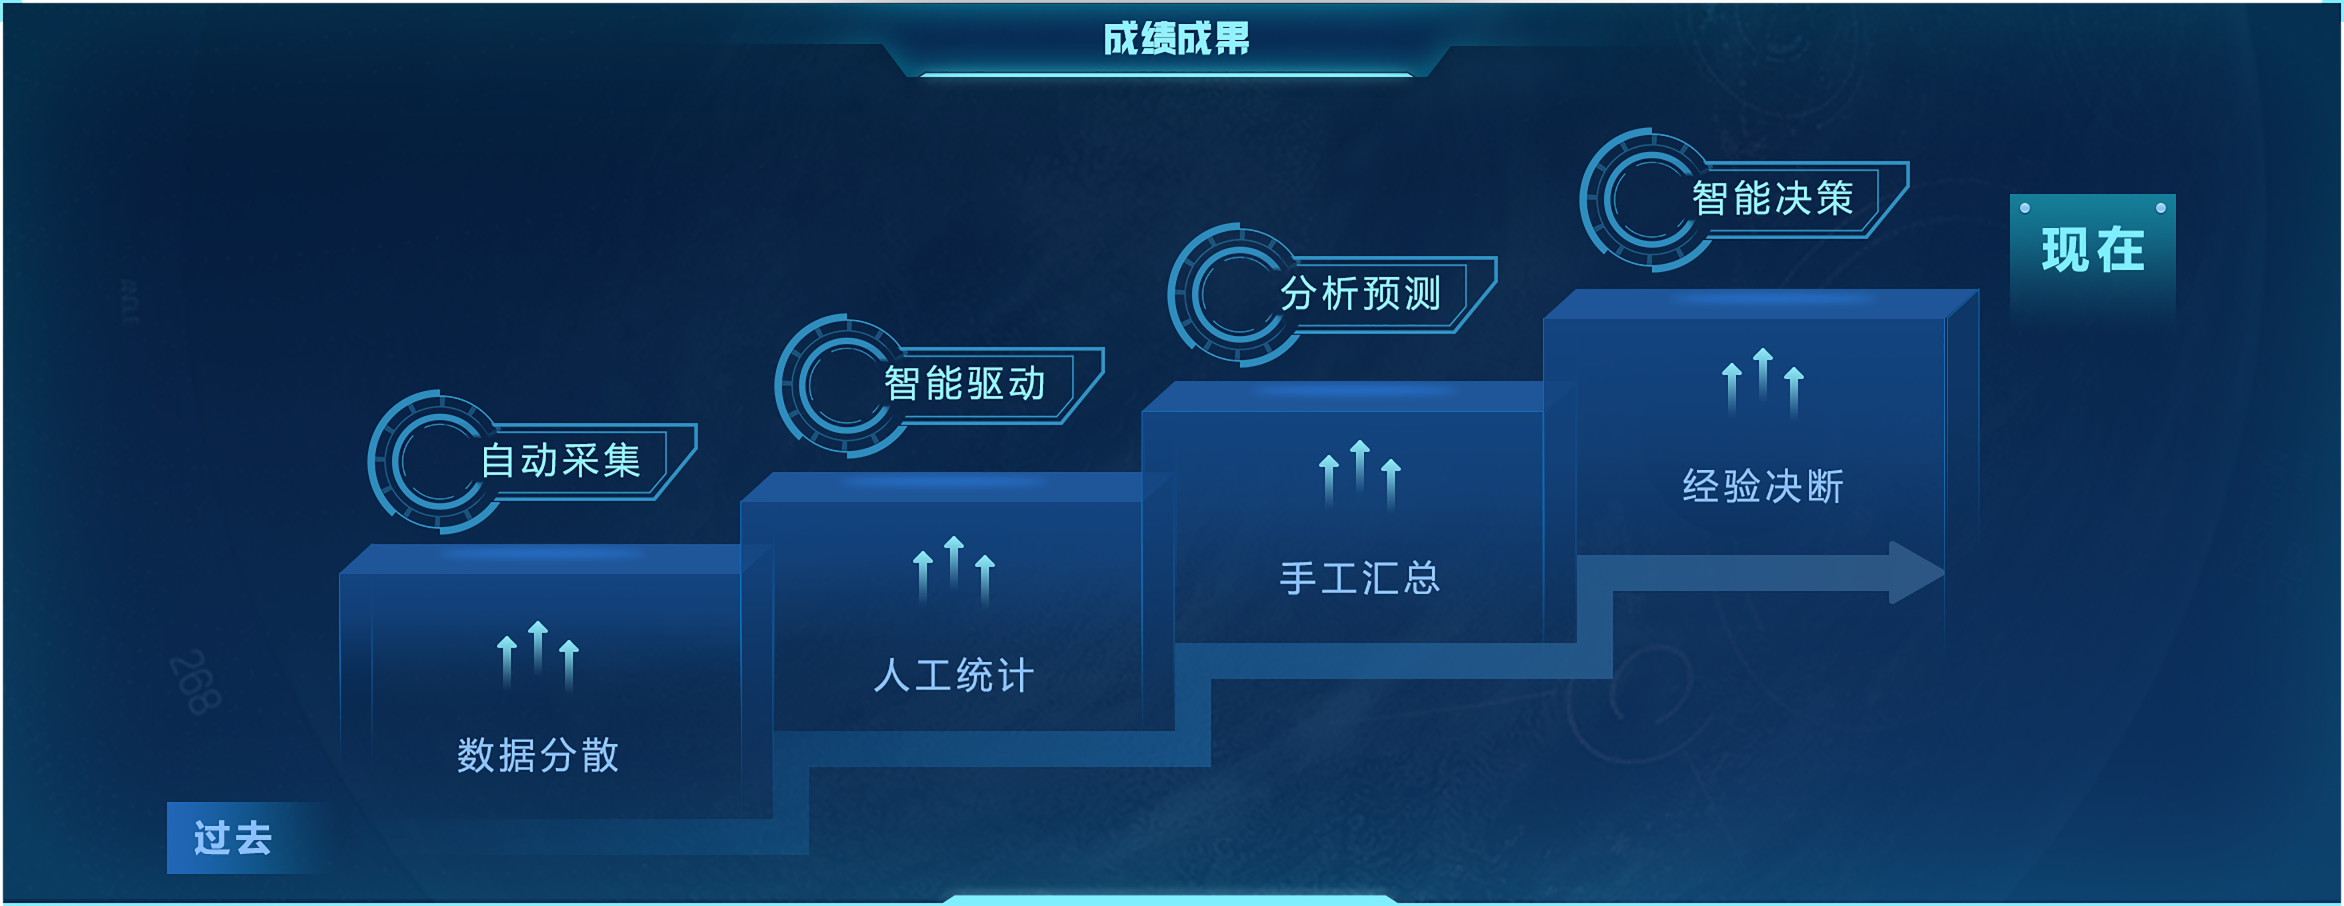 成绩成果
智能决策
现在
分析预测
智能驱动
自动采集
经验决断
手工汇总
人工统计
数据分散
过去
268